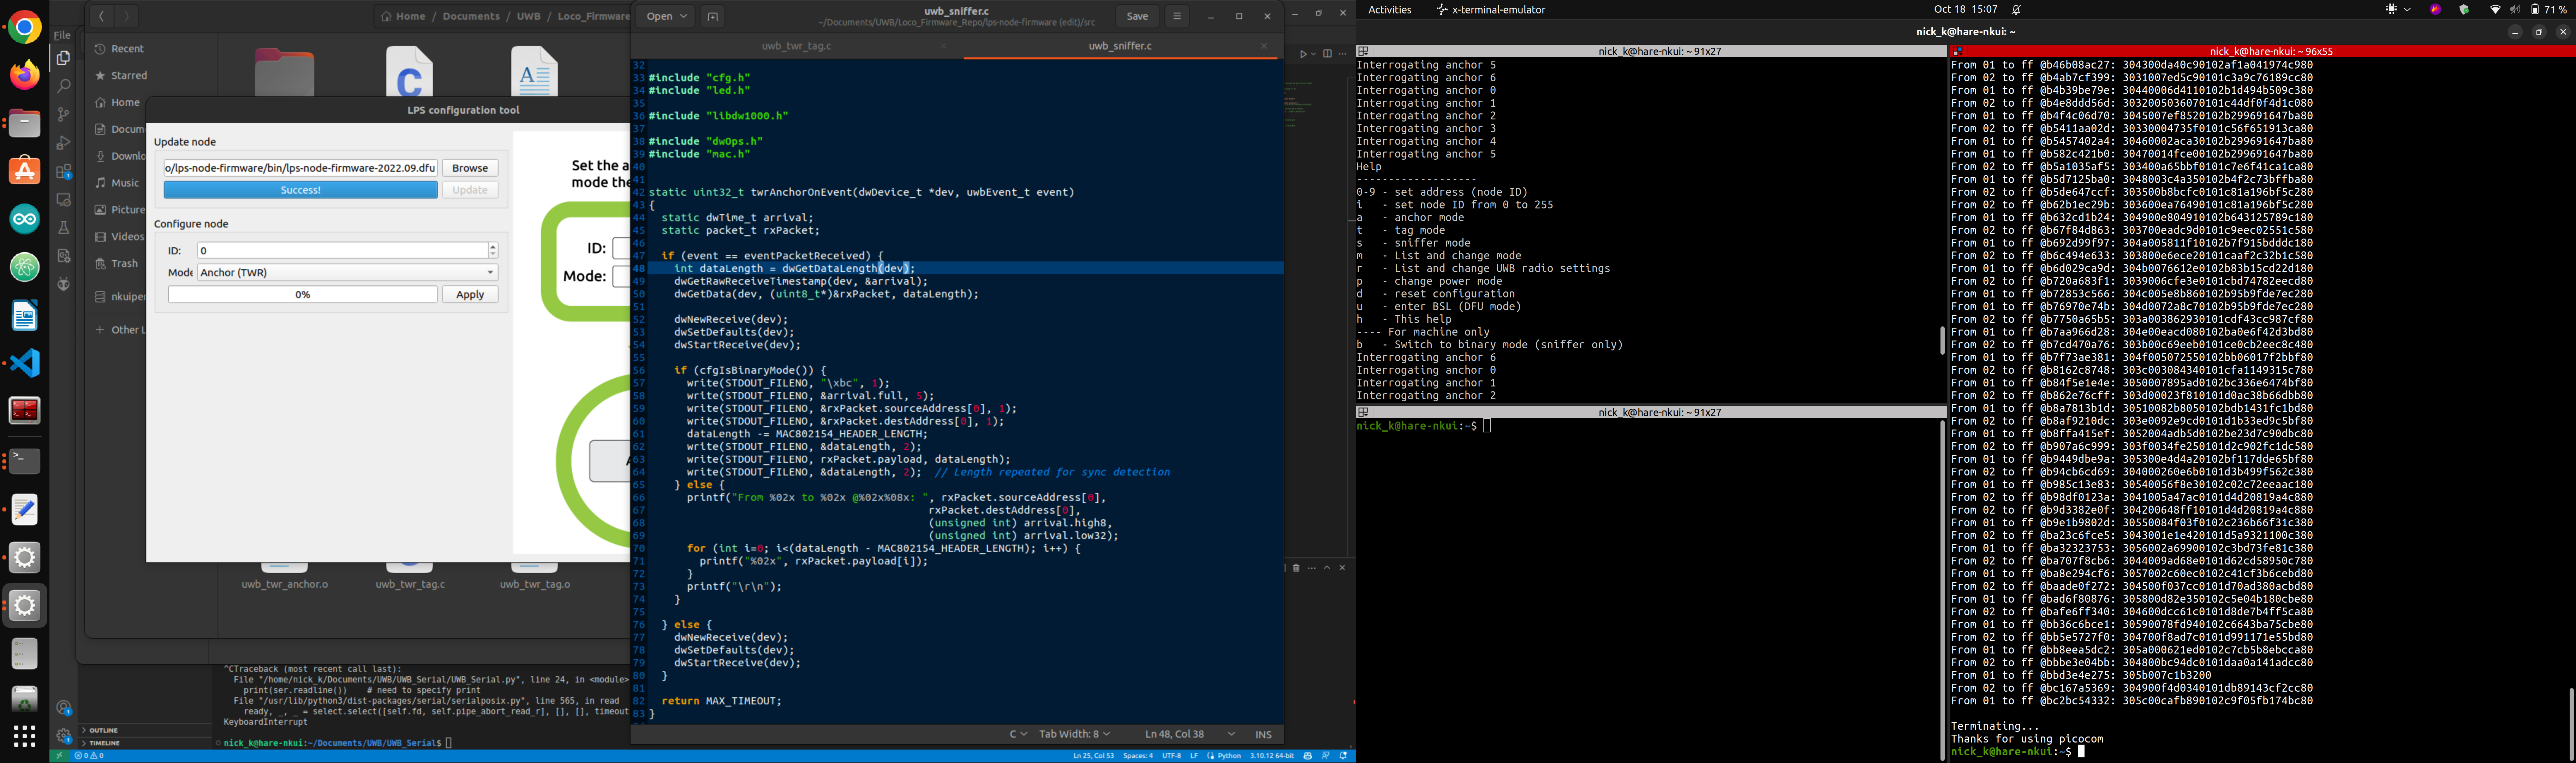 Activities
x-terminal-emulator
Oct 18 15:07
71 %
Home / Documents / UWB / Loco_Firmware
File
Recent
Starred
Home
Docum
Downlo
Music
Picture
Videos
Trash
nkuiper
Other L
uwb_twr_anchor.o
uwb_twr_tag.c
uwb_twr_tag.o
LPS configuration tool
Update node
o/lps-node-firmware/bin/lps-node-firmware-2022.09.dfu
Browse
Success!
Update
Configure node
ID:
0
Mode
Anchor (TWR)
0%
Apply
Set the a
mode the
ID:
Mode:
^CTraceback (most recent call last):
File "/home/nick_k/Documents/UWB/UWB_Serial/UWB_Serial.py", line 24, in <module>
print(ser.readline()) # need to specify print
File "/usr/lib/python3/dist-packages/serial/serialposix.py", line 565, in read
ready, _, _ = select.select([self.fd, self.pipe_abort_read_r], [], [], timeout
KeyboardInterrupt
nick_k@hare-nkui:~/Documents/UWB/UWB_Serial$
OUTLINE
TIMELINE
0 0
Ln 25, Col 53
Spaces: 4
UTF-8
LF
Python
3.10.12 64-bit
Open
uwb_sniffer.c
~/Documents/UWB/Loco_Firmware_Repo/lps-node-firmware (edit)/src
Save
uwb_twr_tag.c
uwb_sniffer.c
32
33 #include "cfg.h"
34 #include "led.h"
35
36 #include "libdw1000.h"
37
38 #include "dwOps.h"
39 #include "mac.h"
40
41
42 static uint32_t twrAnchorOnEvent(dwDevice_t *dev, uwbEvent_t event)
43 {
44 static dwTime_t arrival;
45 static packet_t rxPacket;
46
47 if (event == eventPacketReceived) {
48 int dataLength = dwGetDataLength(dev);
49 dwGetRawReceiveTimestamp(dev, &arrival);
50 dwGetData(dev, (uint8_t*)&rxPacket, dataLength);
51
52 dwNewReceive(dev);
53 dwSetDefaults(dev);
54 dwStartReceive(dev);
55
56 if (cfgIsBinaryMode()) {
57 write(STDOUT_FILENO, "\xbc", 1);
58 write(STDOUT_FILENO, &arrival.full, 5);
59 write(STDOUT_FILENO, &rxPacket.sourceAddress[0], 1);
60 write(STDOUT_FILENO, &rxPacket.destAddress[0], 1);
61 dataLength -= MAC802154_HEADER_LENGTH;
62 write(STDOUT_FILENO, &dataLength, 2);
63 write(STDOUT_FILENO, rxPacket.payload, dataLength);
64 write(STDOUT_FILENO, &dataLength, 2); // Length repeated for sync detection
65 } else {
66 printf("From %02x to %02x @%02x%08x: ", rxPacket.sourceAddress[0],
67 rxPacket.destAddress[0],
68 (unsigned int) arrival.high8,
69 (unsigned int) arrival.low32);
70 for (int i=0; i<(dataLength - MAC802154_HEADER_LENGTH); i++) {
71 printf("%02x", rxPacket.payload[i]);
72 }
73 printf("\r\n");
74 }
75
76 } else {
77 dwNewReceive(dev);
78 dwSetDefaults(dev);
79 dwStartReceive(dev);
80 }
81
82 return MAX_TIMEOUT;
83 }
C
Tab Width: 8
Ln 48, Col 38
INS
nick_k@hare-nkui: ~
nick_k@hare-nkui: ~ 91x27
Interrogating anchor 5
Interrogating anchor 6
Interrogating anchor 0
Interrogating anchor 1
Interrogating anchor 2
Interrogating anchor 3
Interrogating anchor 4
Interrogating anchor 5
Help
-------------------
0-9 - set address (node ID)
i - set node ID from 0 to 255
a - anchor mode
t - tag mode
s - sniffer mode
m - List and change mode
r - List and change UWB radio settings
p - change power mode
d - reset configuration
u - enter BSL (DFU mode)
h - This help
---- For machine only
b - Switch to binary mode (sniffer only)
Interrogating anchor 6
Interrogating anchor 0
Interrogating anchor 1
Interrogating anchor 2
nick_k@hare-nkui: ~ 91x27
nick_k@hare-nkui:~$
nick_k@hare-nkui: ~ 96x55
From 01 to ff @b46b08ac27: 304300da40c90102af1a041974c980
From 02 to ff @b4ab7cf399: 3031007ed5c90101c3a9c76189cc80
From 01 to ff @b4b39be79e: 30440006d4110102b1d494b509c380
From 02 to ff @b4e8ddd56d: 3032005036070101c44df0f4d1c080
From 01 to ff @b4f4c06d70: 3045007ef8520102b299691647ba80
From 02 to ff @b5411aa02d: 30330004735f0101c56f651913ca80
From 01 to ff @b5457402a4: 30460002aca30102b299691647ba80
From 01 to ff @b582c421b0: 30470014fce00102b299691647ba80
From 02 to ff @b5a1035af5: 303400a65bbf0101c7e6f41ca1ca80
From 01 to ff @b5d7125ba0: 3048003c4a350102b4f2c73bffba80
From 02 to ff @b5de647ccf: 303500b8bcfc0101c81a196bf5c280
From 02 to ff @b62b1ec29b: 303600ea76490101c81a196bf5c280
From 01 to ff @b632cd1b24: 304900e804910102b643125789c180
From 02 to ff @b67f84d863: 303700eadc9d0101c9eec02551c580
From 01 to ff @b692d99f97: 304a005811f10102b7f915bdddc180
From 02 to ff @b6c494e633: 303800e6ece20101caaf2c32b1c580
From 01 to ff @b6d029ca9d: 304b0076612e0102b83b15cd22d180
From 02 to ff @b720a683f1: 3039006cfe3e0101cbd74782eecd80
From 01 to ff @b72853c566: 304c005e8b860102b95b9fde7ec280
From 01 to ff @b76970e74b: 304d0072a8c70102b95b9fde7ec280
From 02 to ff @b7750a65b5: 303a003862930101cdf43cc987cf80
From 01 to ff @b7aa966d28: 304e00eacd080102ba0e6f42d3bd80
From 02 to ff @b7cd470a76: 303b00c69eeb0101ce0cb2eec8c480
From 01 to ff @b7f73ae381: 304f005072550102bb06017f2bbf80
From 02 to ff @b8162c8748: 303c003084340101cfa1149315c780
From 01 to ff @b84f5e1e4e: 3050007895ad0102bc336e6474bf80
From 02 to ff @b862e76cff: 303d00023f810101d0ac38b66dbb80
From 01 to ff @b8a7813b1d: 30510082b8050102bdb1431fc1bd80
From 02 to ff @b8af9210dc: 303e0092e9cd0101d1b33ed9c5bf80
From 01 to ff @b8ffa415ef: 3052004adb5d0102be23d7c90dbc80
From 02 to ff @b907a6c999: 303f0034fe250101d2c902fc1dc580
From 01 to ff @b9449dbe9a: 305300e4d4a20102bf117dde65bf80
From 02 to ff @b94cb6cd69: 304000260e6b0101d3b499f562c380
From 01 to ff @b985c13e83: 30540056f8e30102c02c72eeaac180
From 02 to ff @b98df0123a: 3041005a47ac0101d4d20819a4c880
From 02 to ff @b9d3382e0f: 304200648ff10101d4d20819a4c880
From 01 to ff @b9e1b9802d: 30550084f03f0102c236b66f31c380
From 02 to ff @ba23c6fce5: 3043001e1e420101d5a9321100c380
From 01 to ff @ba32323753: 3056002a69900102c3bd73fe81c380
From 02 to ff @ba707f8cb6: 3044009ad68e0101d62cd58950c780
From 01 to ff @ba8e294cf6: 3057002c60ec0102c41cf3b6cebd80
From 02 to ff @baade0f272: 304500f037cc0101d70ad380acbd80
From 01 to ff @bad6f80876: 305800d82e350102c5e04b180cbe80
From 02 to ff @bafe6ff340: 304600dcc61c0101d8de7b4ff5ca80
From 01 to ff @bb36c6bce1: 30590078fd940102c6643ba75cbe80
From 02 to ff @bb5e5727f0: 304700f8ad7c0101d991171e55bd80
From 01 to ff @bb8eea5dc2: 305a000621ed0102c7cb5b8ebcca80
From 02 to ff @bbbe3e04bb: 304800bc94dc0101daa0a141adcc80
From 01 to ff @bbd3e4e275: 305b007c1b3200
From 02 to ff @bc167a5369: 304900f4d0340101db89143cf2cc80
From 01 to ff @bc2bc54332: 305c00cafb890102c9f05fb174bc80
Terminating...
Thanks for using picocom
nick_k@hare-nkui:~$